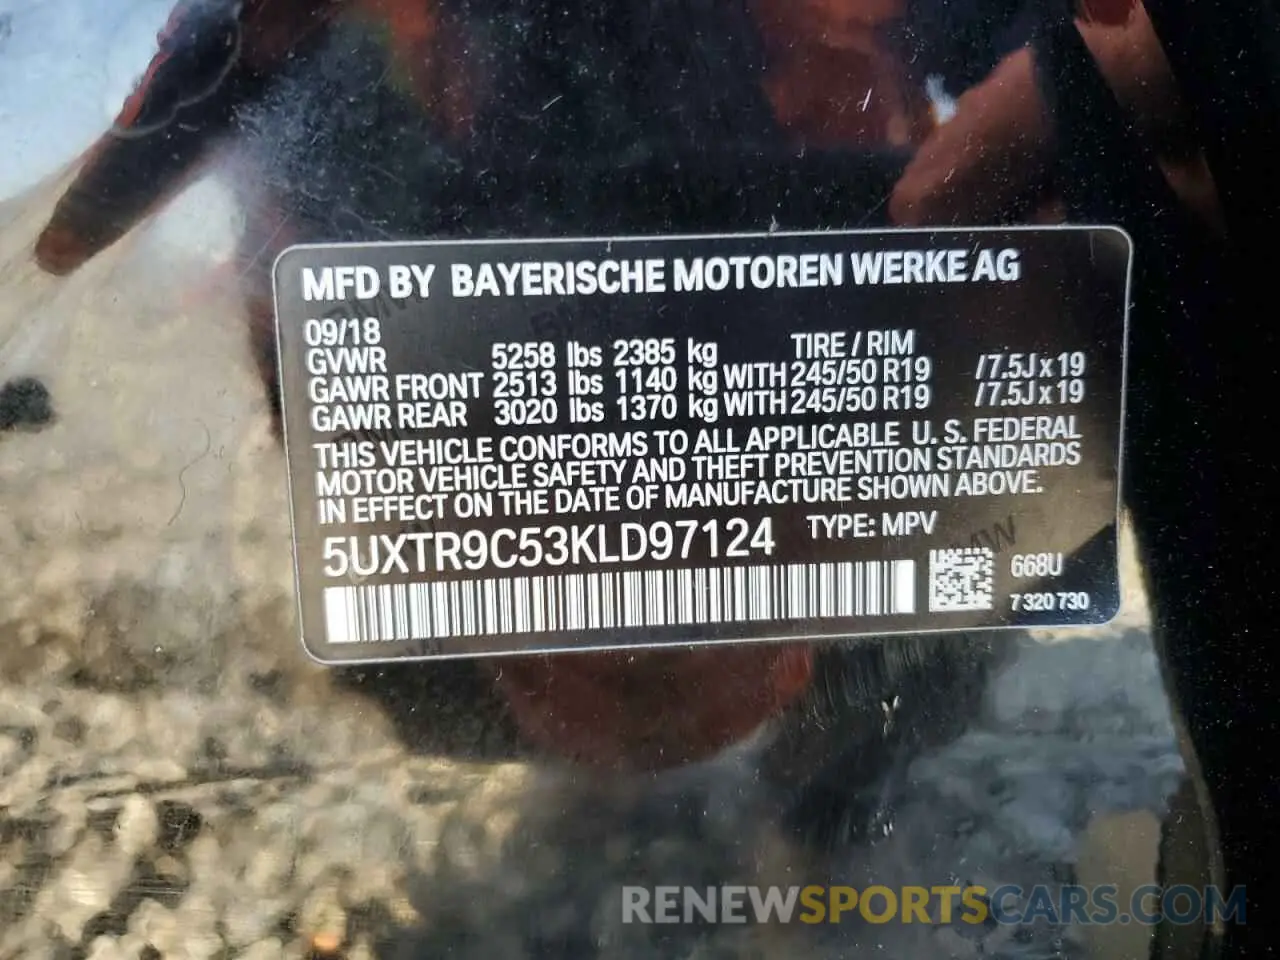 MFD BY BAYERISCHE MOTOREN WERKE AG
09/18 TIRE / RIM
GVWR 5258 lbs 2385 kg
GAWR FRONT 2513 lbs 1140 kg WITH 245/50 R19 /7.5J x 19
GAWR REAR 3020 lbs 1370 kg WITH 245/50 R19 /7.5J x 19
THIS VEHICLE CONFORMS TO ALL APPLICABLE U. S. FEDERAL
MOTOR VEHICLE SAFETY AND THEFT PREVENTION STANDARDS
IN EFFECT ON THE DATE OF MANUFACTURE SHOWN ABOVE.
5UXTR9C53KLD97124 TYPE: MPV
668U
7 320 730
RENEWSPORTSCARS.COM